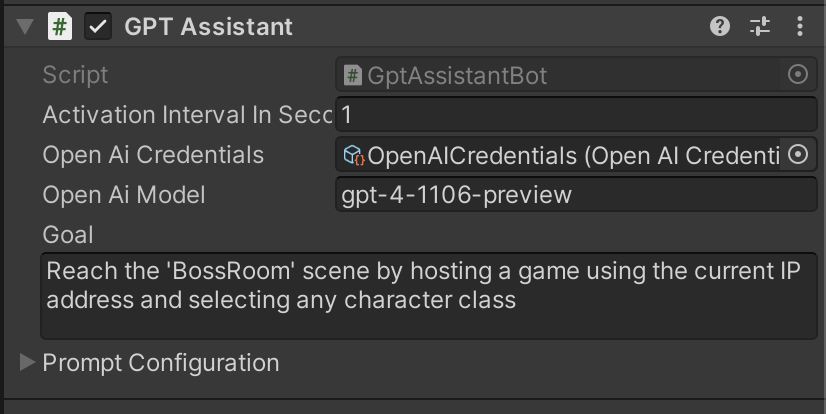 GPT Assistant
Script
GptAssistantBot
Activation Interval In Secc
1
Open Ai Credentials
OpenAICredentials (Open AI Credenti
Open Ai Model
gpt-4-1106-preview
Goal
Reach the 'BossRoom' scene by hosting a game using the current IP
address and selecting any character class
Prompt Configuration